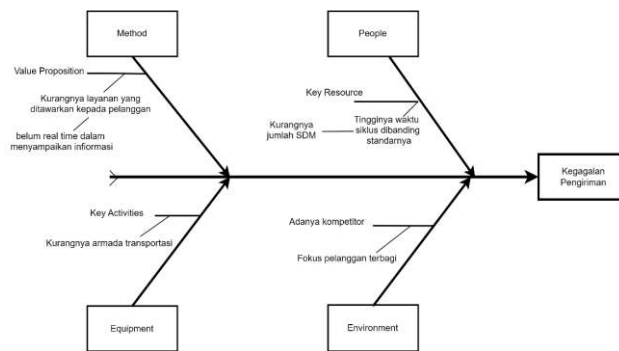 Method
People
Value Proposition
Kurangnya layanan yang
ditawarkan kepada pelanggan
belum real time dalam
menyampaikan informasi
Key Resource
Kurangnya
jumlah SDM
Tingginya waktu
siklus dibanding
standarnya
Kegagalan
Pengiriman
Key Activities
Kurangnya armada transportasi
Adanya kompetitor
Fokus pelanggan terbagi
Equipment
Environment